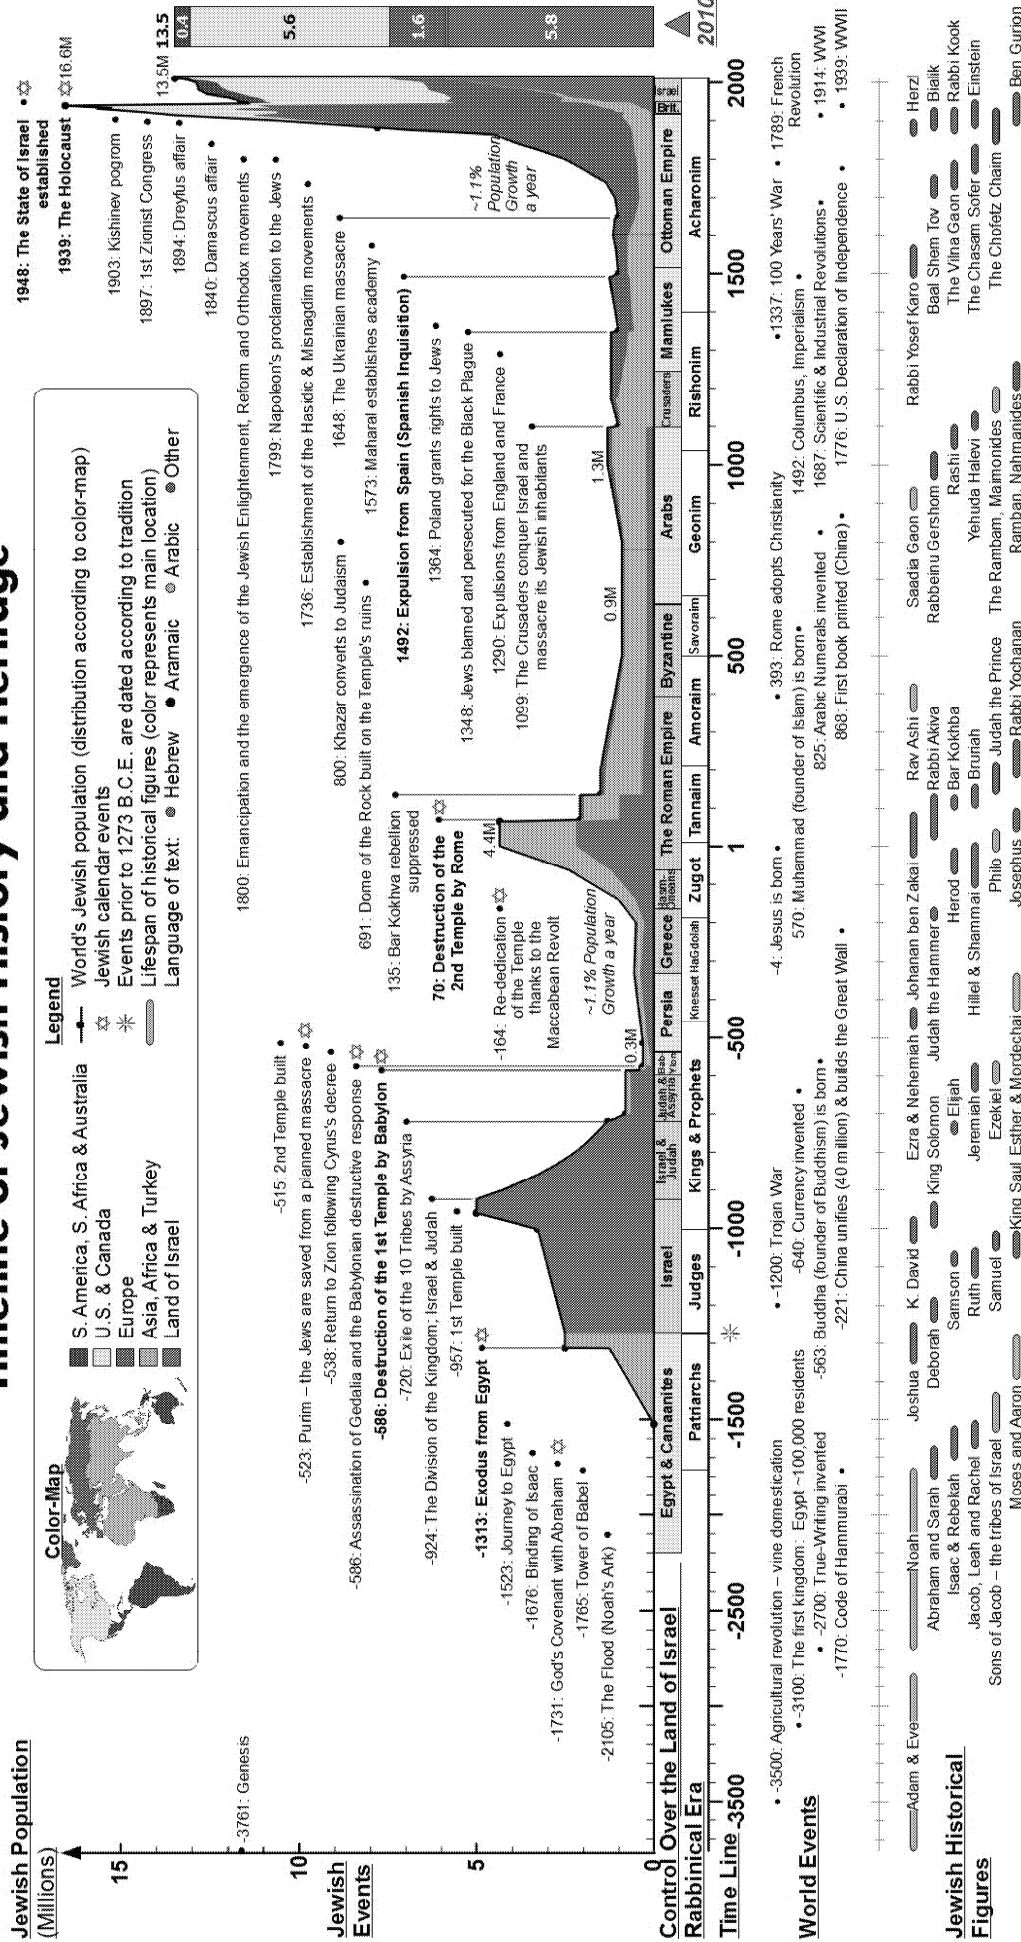 Timeline of Jewish History and Heritage
Jewish Population
(Millions)
15
10
5
0
Color-Map
S. America, S. Africa & Australia
U.S. & Canada
Europe
Asia, Africa & Turkey
Land of Israel
Legend
World's Jewish population (distribution according to color-map)
Jewish calendar events
Events prior to 1273 B.C.E. are dated according to tradition
Lifespan of historical figures (color represents main location)
Language of text: Hebrew Aramaic Arabic Other
1948: The State of Israel
established
1939: The Holocaust
16.6M
1903: Kishinev pogrom
1897: 1st Zionist Congress
1894: Dreyfus affair
1840: Damascus affair
13.5M
13.5
0.4
5.6
1.6
5.8
2010
Jewish
Events
-3761: Genesis
1800: Emancipation and the emergence of the Jewish Enlightenment, Reform and Orthodox movements
1799: Napoleon's proclamation to the Jews
1736: Establishment of the Hasidic & Misnagdim movements
1648: The Ukrainian massacre
1573: Maharal establishes academy
1492: Expulsion from Spain (Spanish Inquisition)
1364: Poland grants rights to Jews
1348: Jews blamed and persecuted for the Black Plague
1290: Expulsions from England and France
1099: The Crusaders conquer Israel and
massacre its Jewish inhabitants
800: Khazar converts to Judaism
691: Dome of the Rock built on the Temple's ruins
135: Bar Kokhva rebellion
suppressed
70: Destruction of the
2nd Temple by Rome
-164: Re-dedication
of the Temple
thanks to the
Maccabean Revolt
-515: 2nd Temple built
-523: Purim – the Jews are saved from a planned massacre
-538: Return to Zion following Cyrus's decree
-586: Assassination of Gedalia and the Babylonian destructive response
-586: Destruction of the 1st Temple by Babylon
-720: Exile of the 10 Tribes by Assyria
-924: The Division of the Kingdom; Israel & Judah
-957: 1st Temple built
-1313: Exodus from Egypt
-1523: Journey to Egypt
-1676: Binding of Isaac
-1731: God's Covenant with Abraham
-1765: Tower of Babel
-2105: The Flood (Noah's Ark)
~1.1% Population
Growth a year
~1.1%
Population
Growth
a year
0.3M
4.4M
0.9M
1.3M
Control Over the Land of Israel
Egypt & Canaanites
Israel
Israel &
Judah
Judah &
Assyria
Persia
Greece
The Roman Empire
Byzantine
Arabs
Crusaders
Mamlukes
Ottoman Empire
Brit.
Israel
Rabbinical Era
Patriarchs
Judges
Kings & Prophets
Knesset HaGdolah
Zugot
Tannaim
Amoraim
Savoraim
Geonim
Rishonim
Acharonim
Time Line
-3500
-2500
-1500
-1000
-500
1
500
1000
1500
2000
World Events
-3500: Agricultural revolution – vine domestication
-3100: The first kingdom: Egypt ~100,000 residents
-2700: True-Writing invented
-1770: Code of Hammurabi
-1200: Trojan War
-640: Currency invented
-563: Buddha (founder of Buddhism) is born
-221: China unifies (40 million) & builds the Great Wall
-4: Jesus is born
393: Rome adopts Christianity
570: Muhammad (founder of Islam) is born
825: Arabic Numerals invented
868: First book printed (China)
1337: 100 Years' War
1492: Columbus, Imperialism
1687: Scientific & Industrial Revolutions
1776: U.S. Declaration of Independence
1789: French
Revolution
1914: WWI
1939: WWII
Jewish Historical
Figures
Adam & Eve
Noah
Abraham and Sarah
Isaac & Rebekah
Jacob, Leah and Rachel
Sons of Jacob – the tribes of Israel
Moses and Aaron
Joshua
Deborah
Samson
Ruth
Samuel
King Saul
K. David
King Solomon
Elijah
Jeremiah
Ezekiel
Esther & Mordechai
Ezra & Nehemiah
Judah the Hammer
Hillel & Shammai
Herod
Philo
Josephus
Johanan ben Zakai
Rabbi Akiva
Bar Kokhba
Bruriah
Judah the Prince
Rabbi Yochanan
Rav Ashi
Saadia Gaon
Rabbeinu Gershom
Rashi
Yehuda Halevi
The Rambam, Maimonides
Ramban, Nahmanides
Rabbi Yosef Karo
Baal Shem Tov
The Vilna Gaon
The Chasam Sofer
The Chofetz Chaim
Herzl
Bialik
Rabbi Kook
Einstein
Ben Gurion